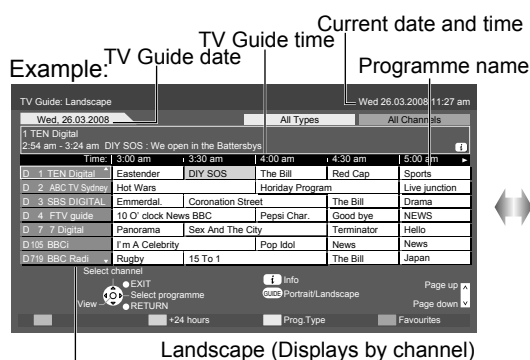 Current date and time
TV Guide time
TV Guide date
Example:
Programme name
TV Guide: Landscape
Wed 26.03.2008 11:27 am
Wed, 26.03.2008
All Types
All Channels
1 TEN Digital
2:54 am - 3:24 am DIY SOS : We open in the Battersbys
i
Time: 3:00 am 3:30 am 4:00 am 4:30 am 5:00 am
D 1 TEN Digital Eastender DIY SOS The Bill Red Cap Sports
D 2 ABC TV Sydney Hot Wars Horiday Program Live junction
D 3 SBS DIGITAL Emmerdal. Coronation Street The Bill Drama
D 4 FTV guide 10 O' clock News BBC Pepsi Char. Good bye NEWS
D 7 7 Digital Panorama Sex And The City Terminator Hello
D105 BBCi I'm A Celebrity Pop Idol News News
D719 BBC Radi Rugby 15 To 1 The Bill Japan
Select channel
EXIT
Select programme
View
RETURN
i Info
GUIDE Portrait/Landscape
Page up
Page down
+24 hours
Prog.Type
Favourites
Landscape (Displays by channel)